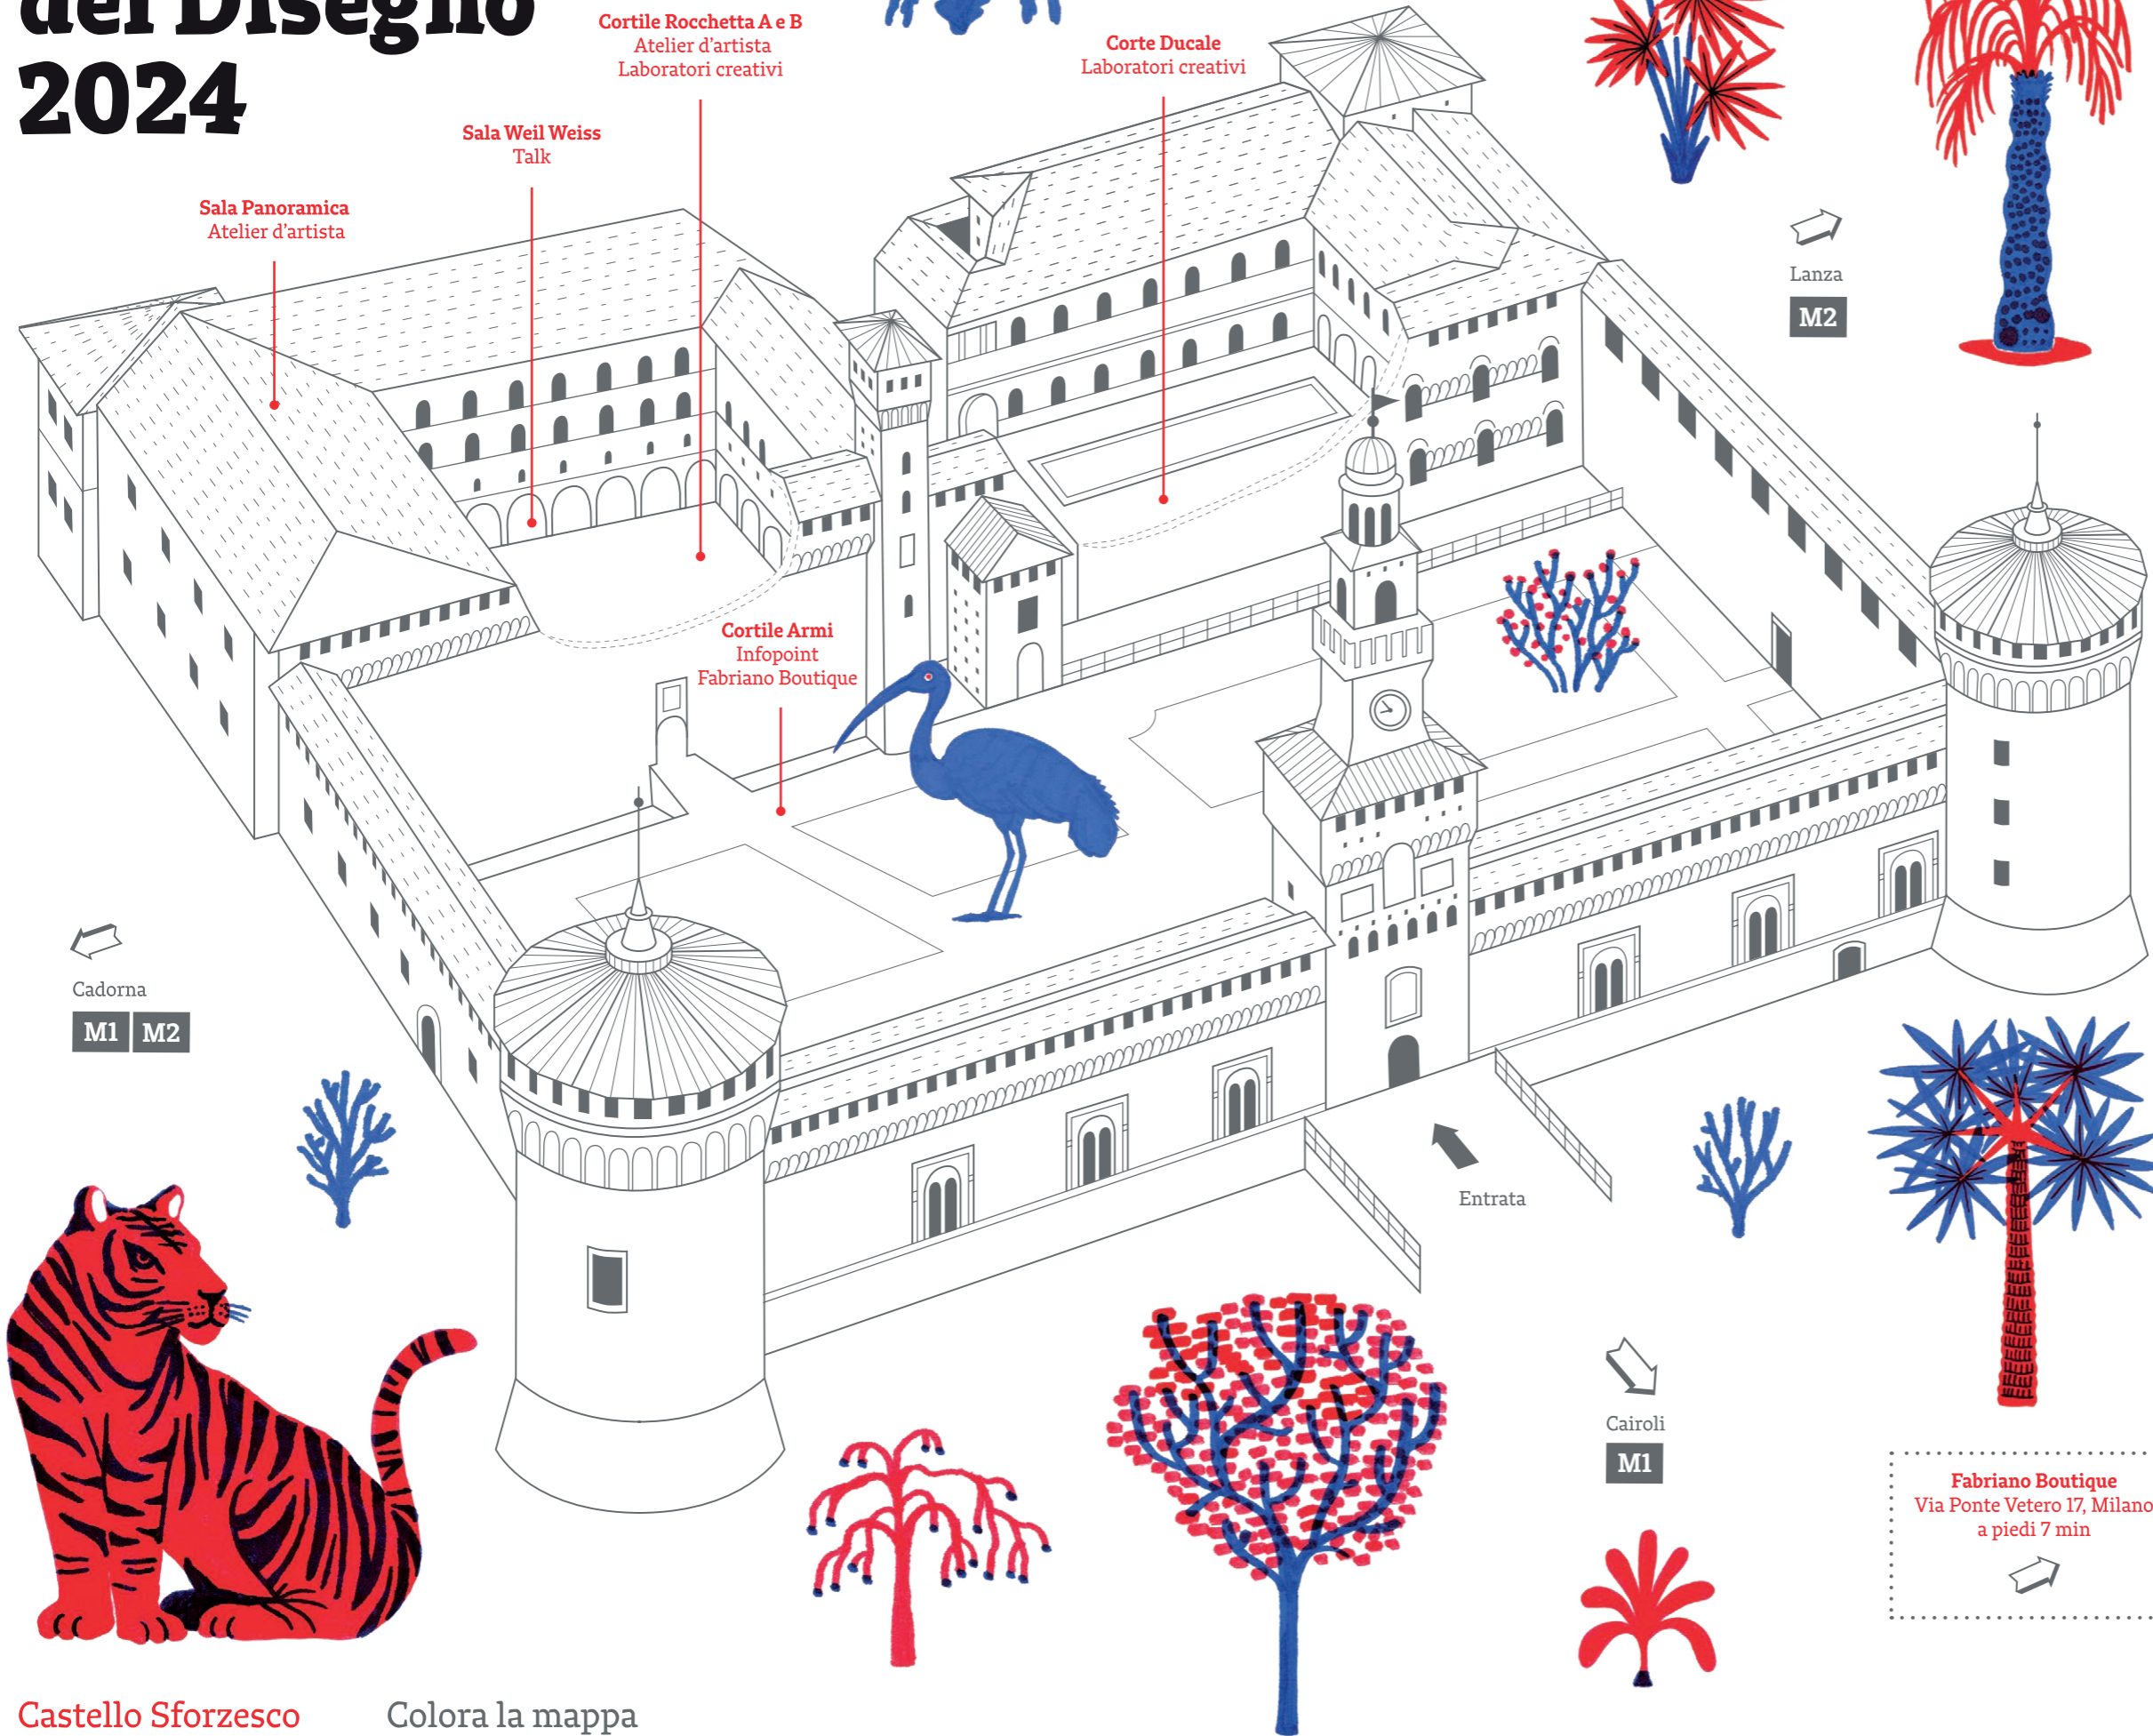 del Disegno
2024
Cortile Rocchetta A e B
Atelier d'artista
Laboratori creativi
Corte Ducale
Laboratori creativi
Sala Weil Weiss
Talk
Sala Panoramica
Atelier d'artista
Lanza
M2
Cortile Armi
Infopoint
Fabriano Boutique
Cadorna
M1 M2
Entrata
Cairoli
M1
Fabriano Boutique
Via Ponte Vetero 17, Milano
a piedi 7 min
Castello Sforzesco
Colora la mappa